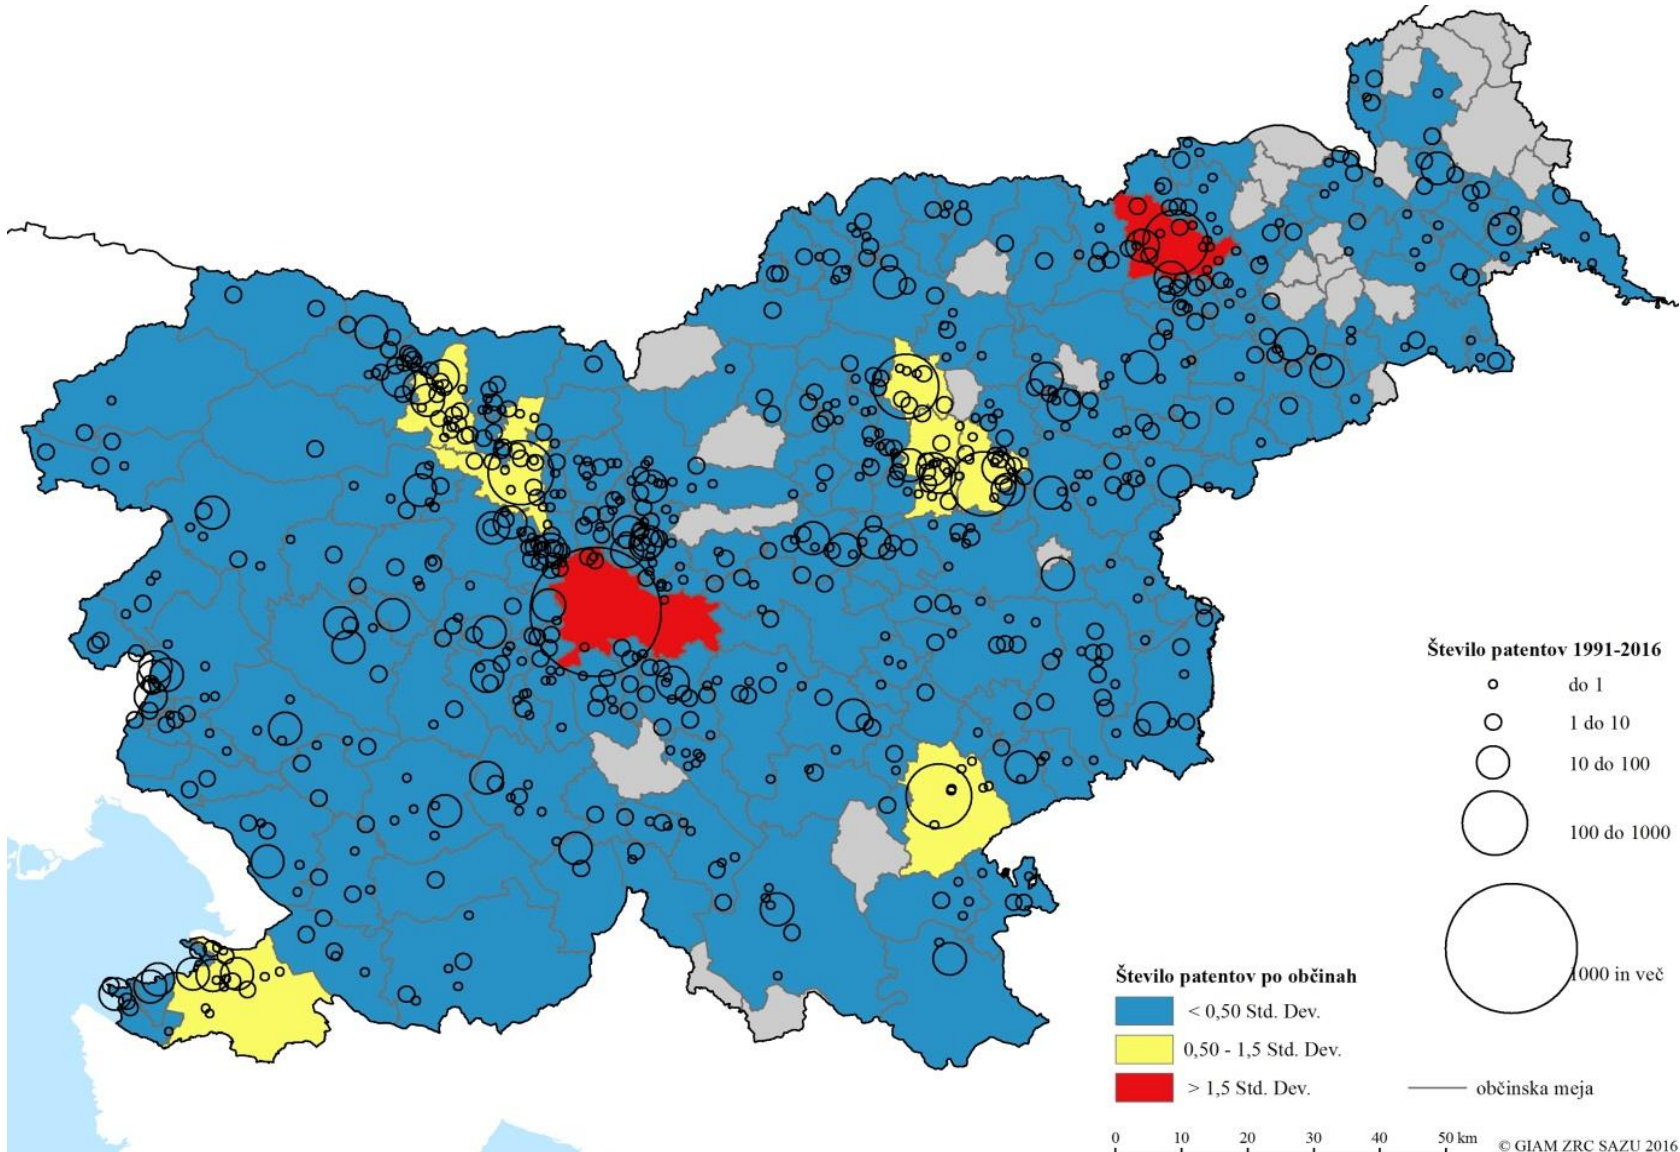 Število patentov 1991-2016
do 1
1 do 10
10 do 100
100 do 1000
1000 in več
Število patentov po občinah
< 0,50 Std. Dev.
0,50 - 1,5 Std. Dev.
> 1,5 Std. Dev.
občinska meja
0 10 20 30 40 50 km
© GIAM ZRC SAZU 2016